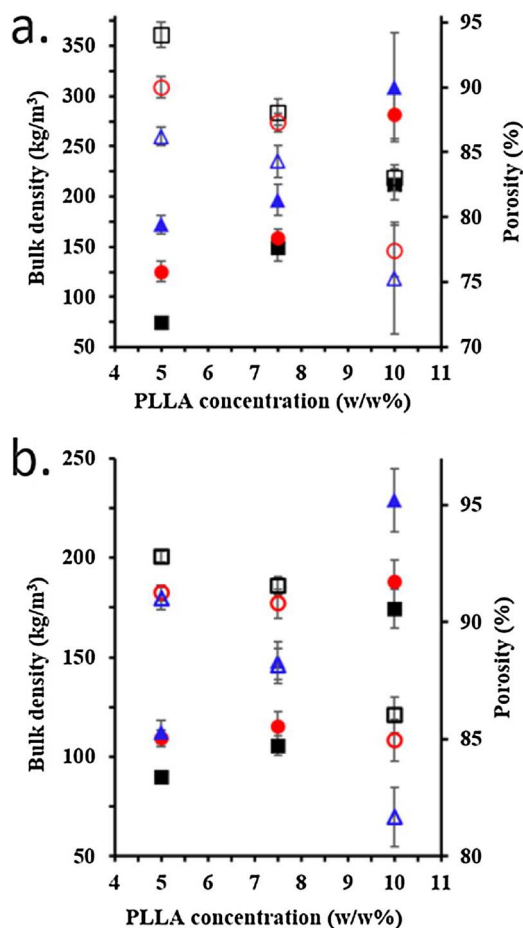 a.
Bulk density (kg/m³)
350
300
250
200
150
100
50
95
90
85
80
75
70
Porosity (%)
4 5 6 7 8 9 10 11
PLLA concentration (w/w%)
b.
Bulk density (kg/m³)
250
200
150
100
50
95
90
85
80
Porosity (%)
4 5 6 7 8 9 10 11
PLLA concentration (w/w%)